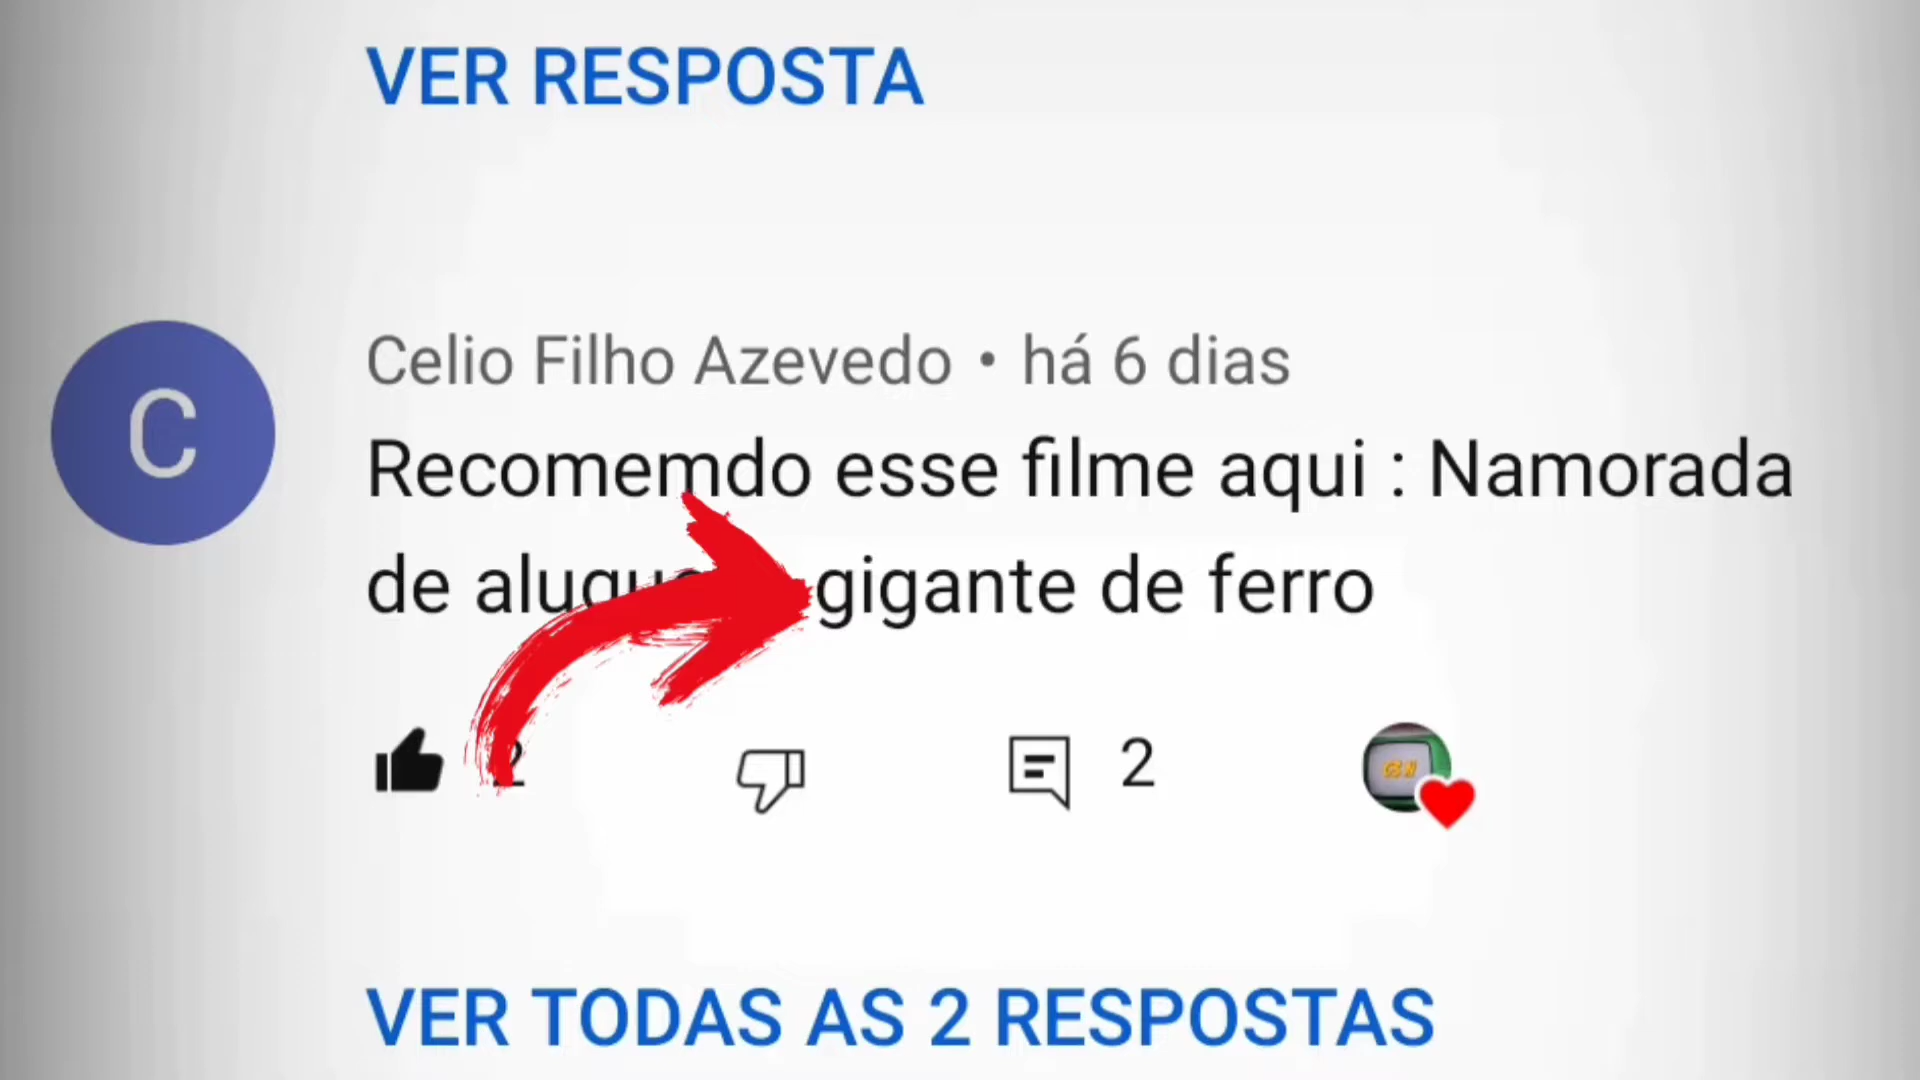 VER RESPOSTA
Celio Filho Azevedo • há 6 dias
C
Recomemdo esse filme aqui : Namorada
de gigante de ferro
2
2
VER TODAS AS 2 RESPOSTAS